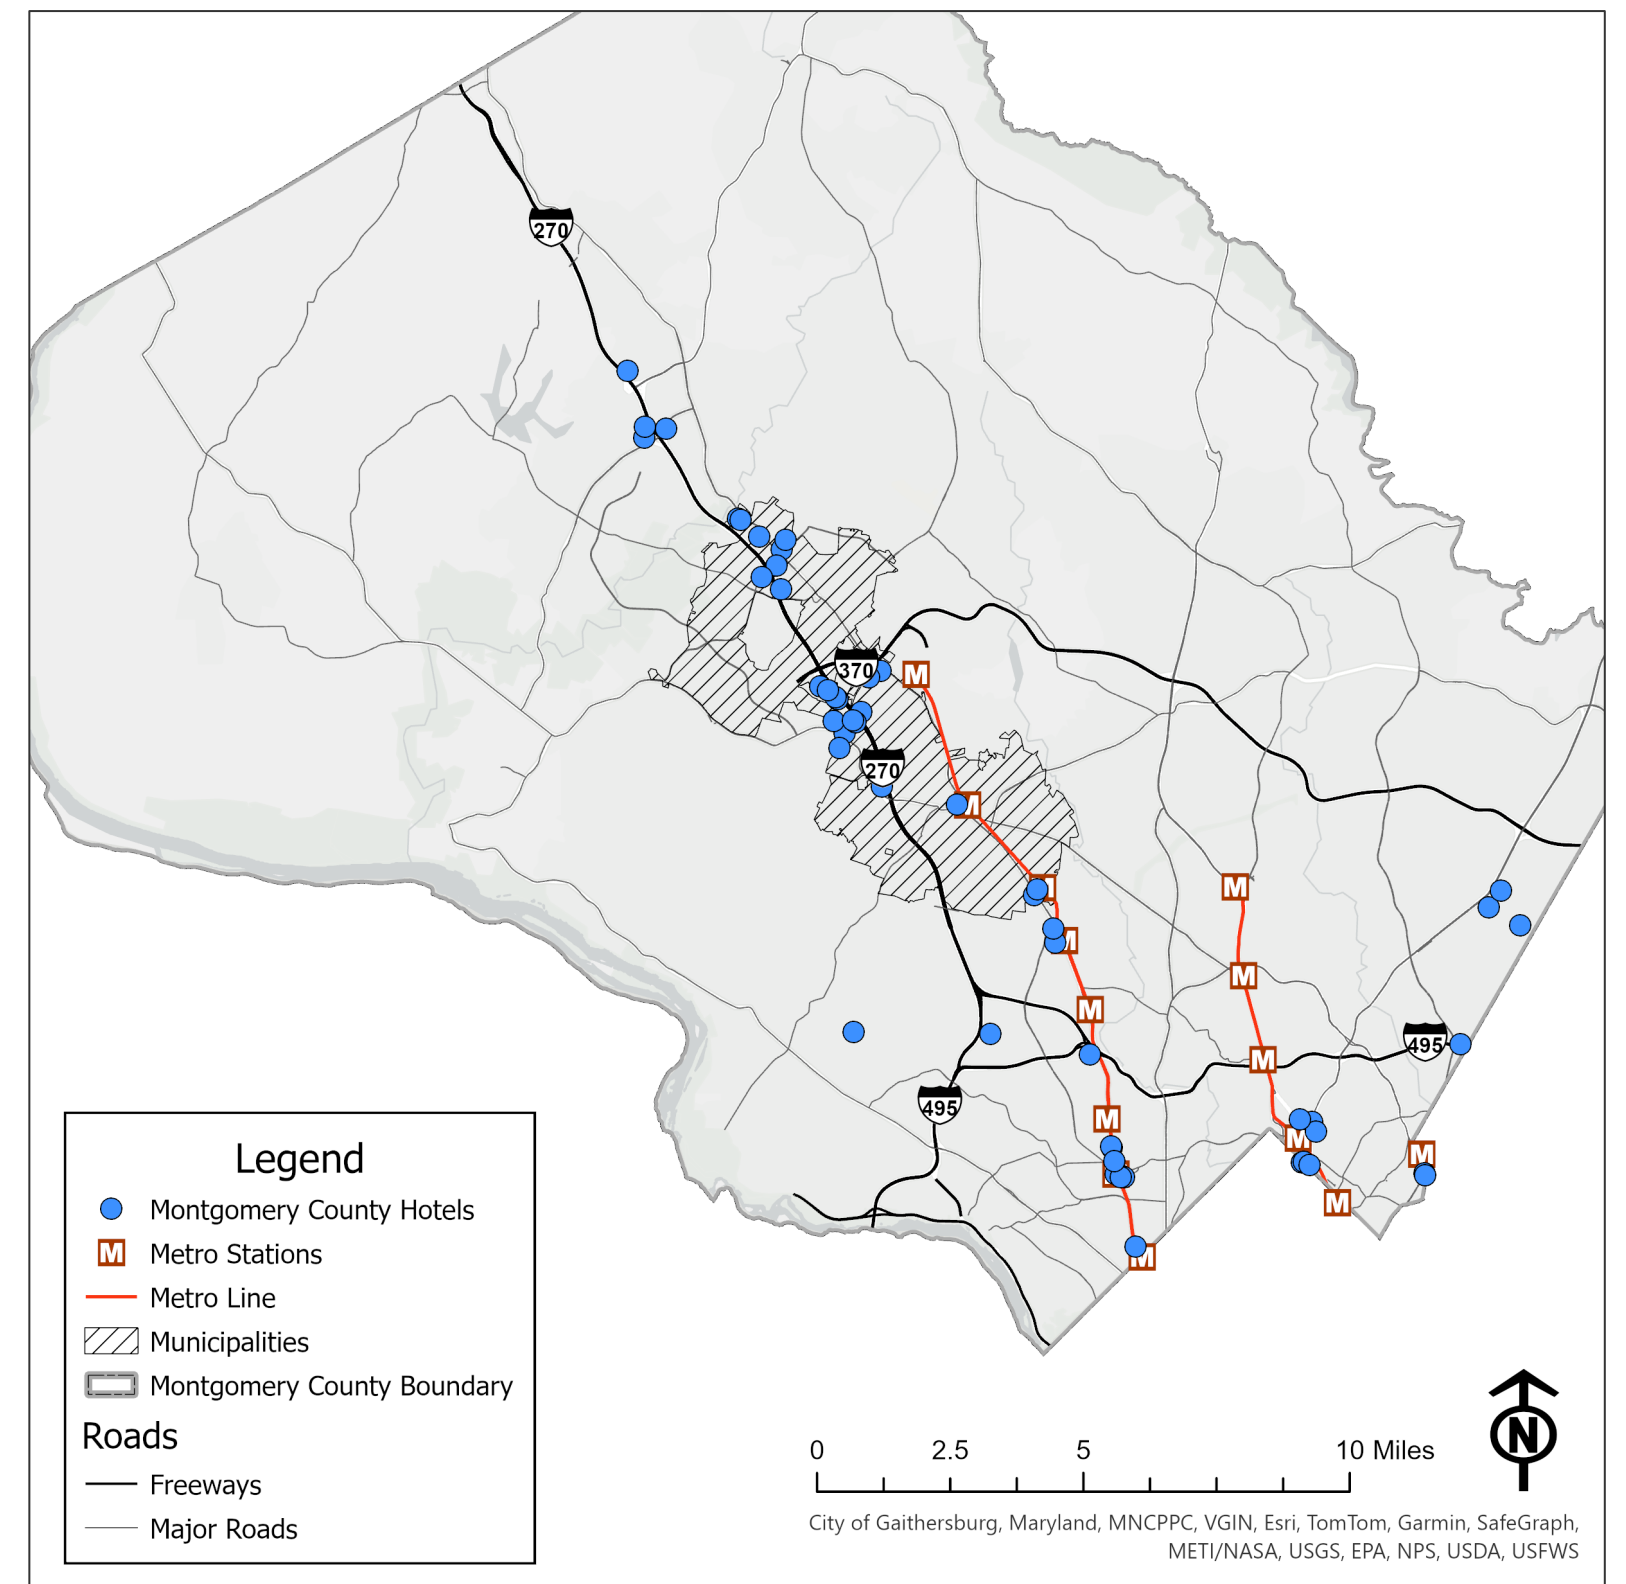 270
370
M
270
M
M
M
M
M
M
M
495
495
M
M
M
M
M
M
Legend
Montgomery County Hotels
M Metro Stations
Metro Line
Municipalities
Montgomery County Boundary
Roads
Freeways
Major Roads
0 2.5 5 10 Miles
N
City of Gaithersburg, Maryland, MNCPPC, VGIN, Esri, TomTom, Garmin, SafeGraph,
METI/NASA, USGS, EPA, NPS, USDA, USFWS